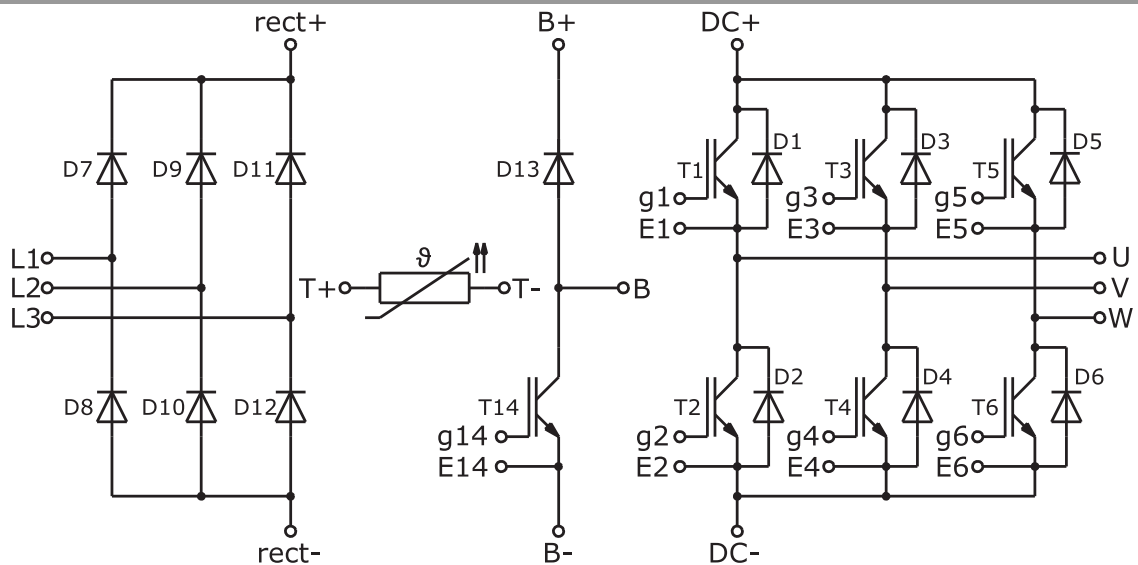 rect+ B+ DC+
D7 D9 D11 D13 T1 D1 T3 D3 T5 D5
g1 g3 g5
E1 E3 E5
L1 ϑ U
L2 T+ T- B V
L3 W
D8 D10 D12 T14 T2 D2 T4 D4 T6 D6
g14 g2 g4 g6
E14 E2 E4 E6
rect- B- DC-